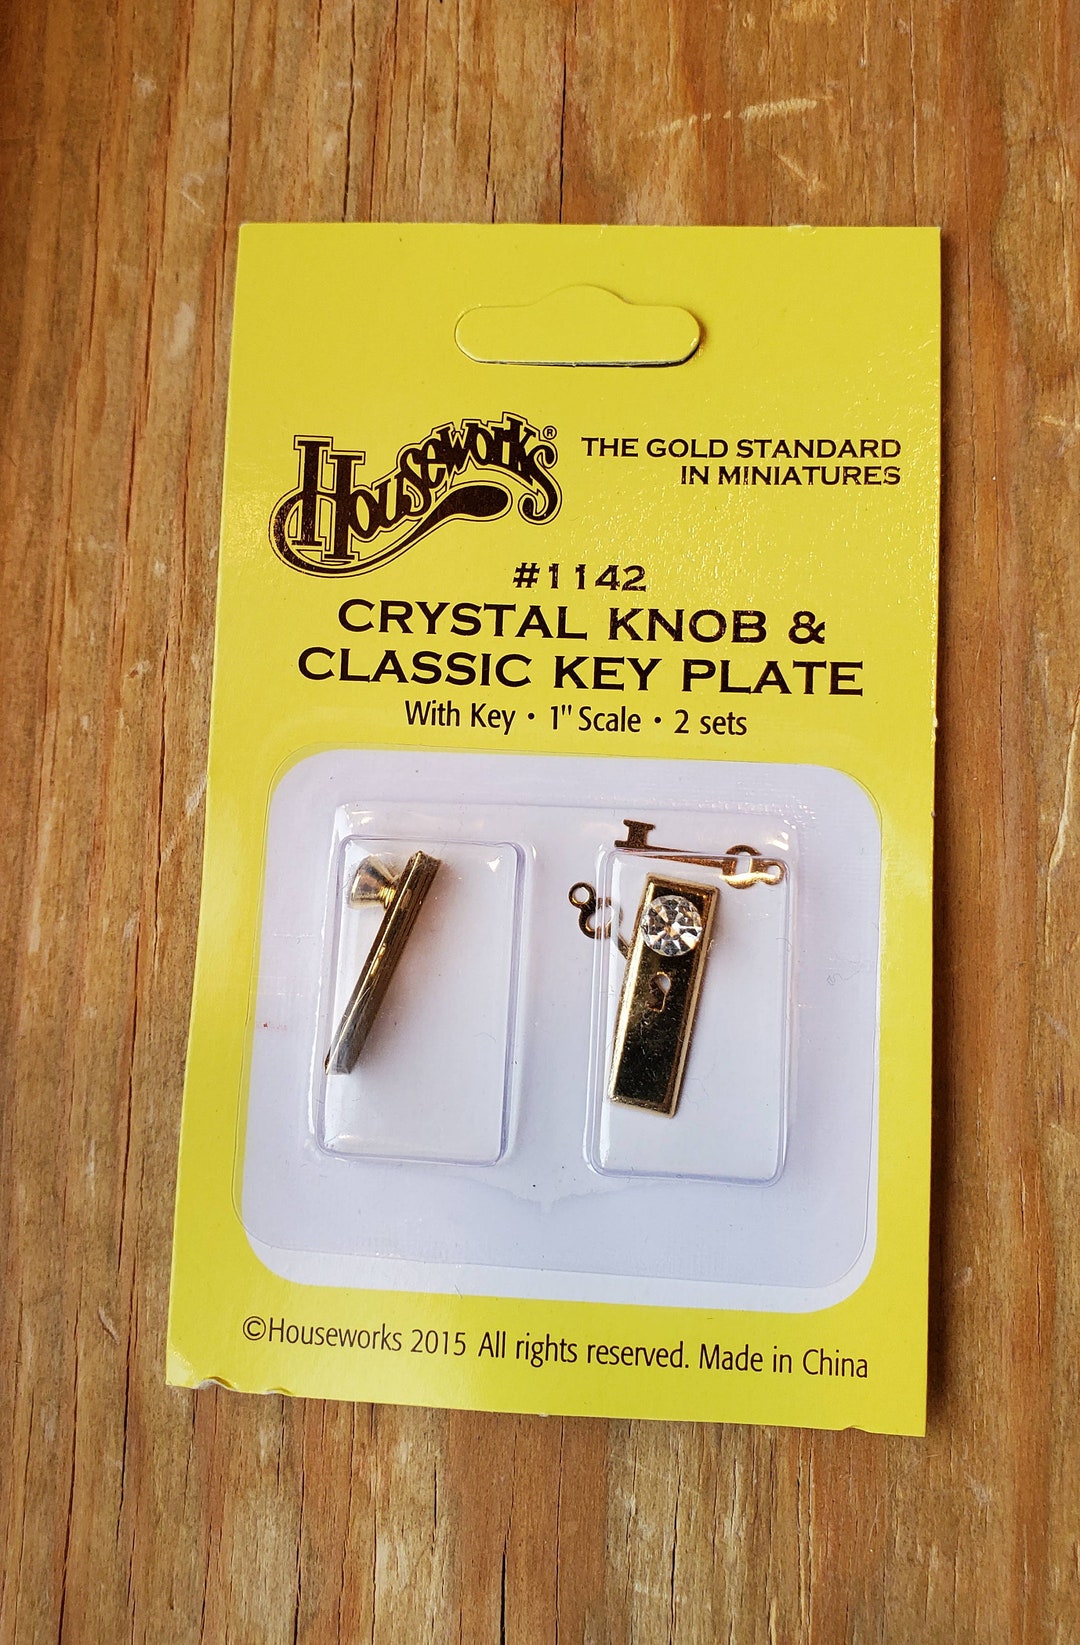 Houseworks®
THE GOLD STANDARD
IN MINIATURES
#1142
CRYSTAL KNOB &
CLASSIC KEY PLATE
With Key • 1" Scale • 2 sets
©Houseworks 2015 All rights reserved. Made in China